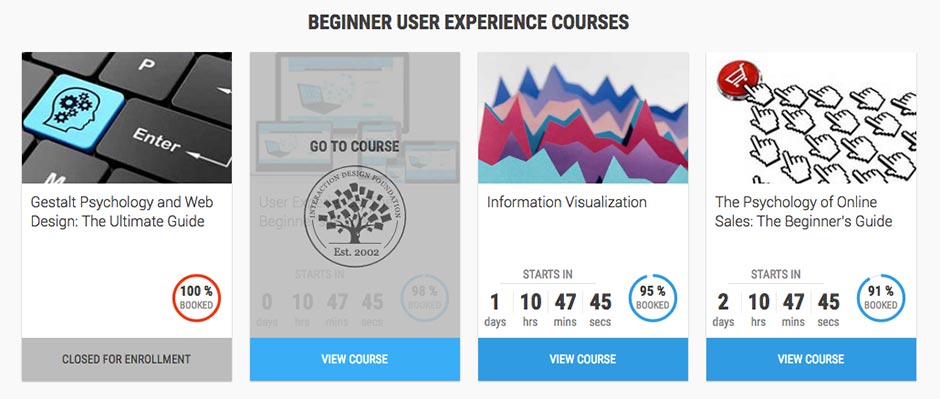 BEGINNER USER EXPERIENCE COURSES
P
Enter
M
Gestalt Psychology and Web
Design: The Ultimate Guide
100 %
BOOKED
CLOSED FOR ENROLLMENT
GO TO COURSE
INTERACTION DESIGN FOUNDATION
Est. 2002
User Ex
Beginne
STARTS IN
0 10 47 45
days hrs mins secs
98 %
BOOKED
VIEW COURSE
Information Visualization
STARTS IN
1 10 47 45
days hrs mins secs
95 %
BOOKED
VIEW COURSE
The Psychology of Online
Sales: The Beginner's Guide
STARTS IN
2 10 47 45
days hrs mins secs
91 %
BOOKED
VIEW COURSE